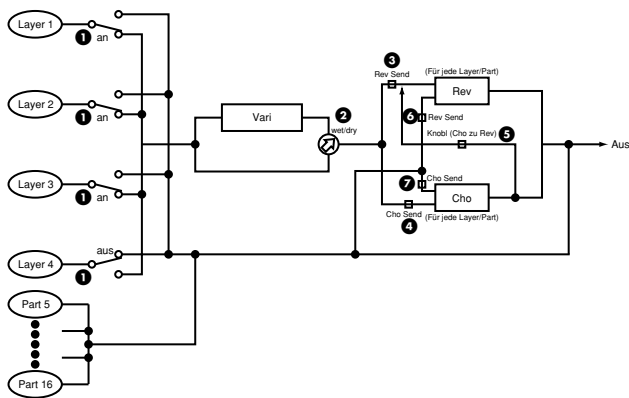 Layer 1
1 an
Layer 2
1 an
Layer 3
1 an
Layer 4
aus
1
Part 5
Part 16
Vari
2
wet/dry
3
Rev Send
(Für jede Layer/Part)
Rev
6 Rev Send
Knobl (Cho zu Rev) 5
Aus
7 Cho Send
Cho
Cho Send
4
(Für jede Layer/Part)